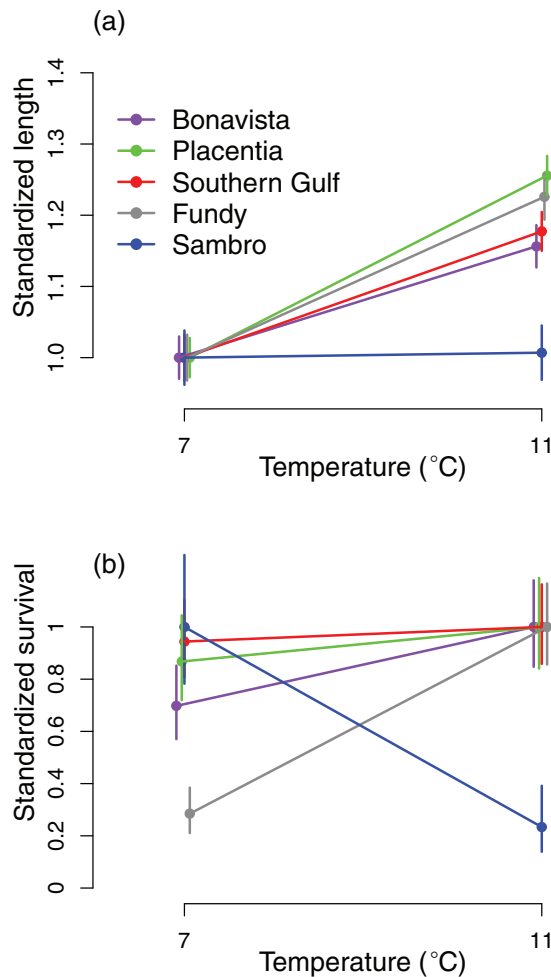 (a)
Standardized length
1.4
1.3
1.2
1.1
1.0
Bonavista
Placentia
Southern Gulf
Fundy
Sambro
7
11
Temperature (°C)
(b)
Standardized survival
1
0.8
0.6
0.4
0.2
0
7
11
Temperature (°C)